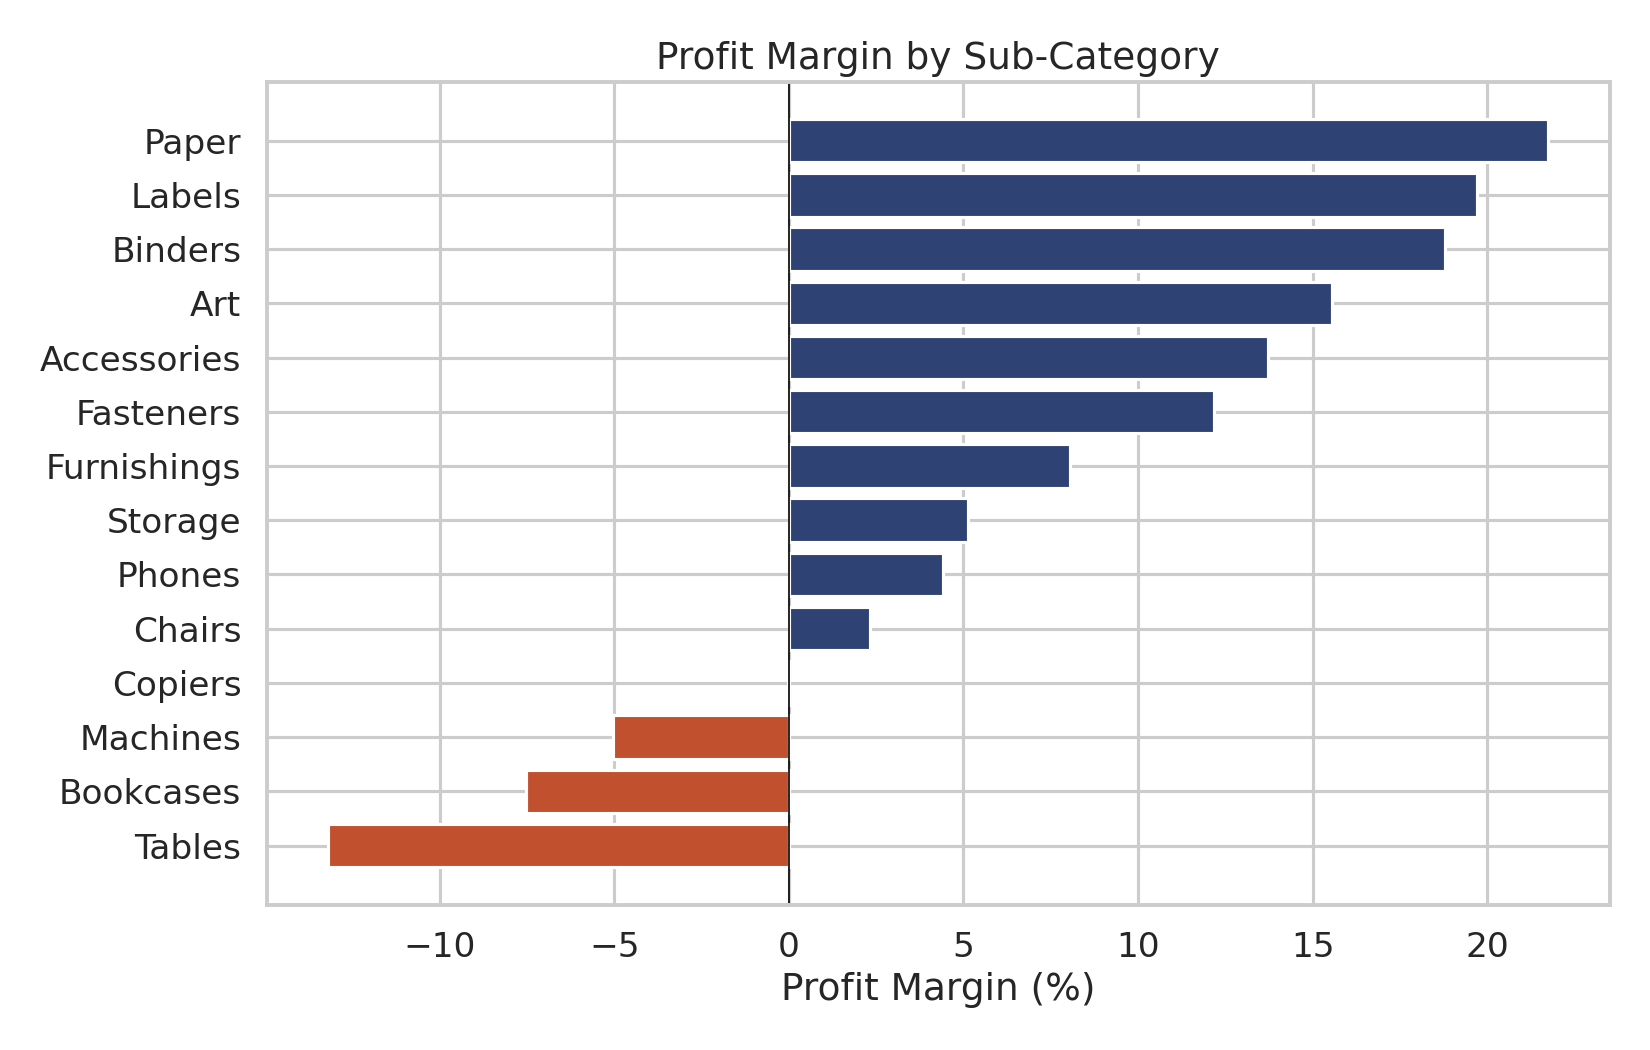 Profit Margin by Sub-Category
Paper
Labels
Binders
Art
Accessories
Fasteners
Furnishings
Storage
Phones
Chairs
Copiers
Machines
Bookcases
Tables
−10 −5 0 5 10 15 20
Profit Margin (%)